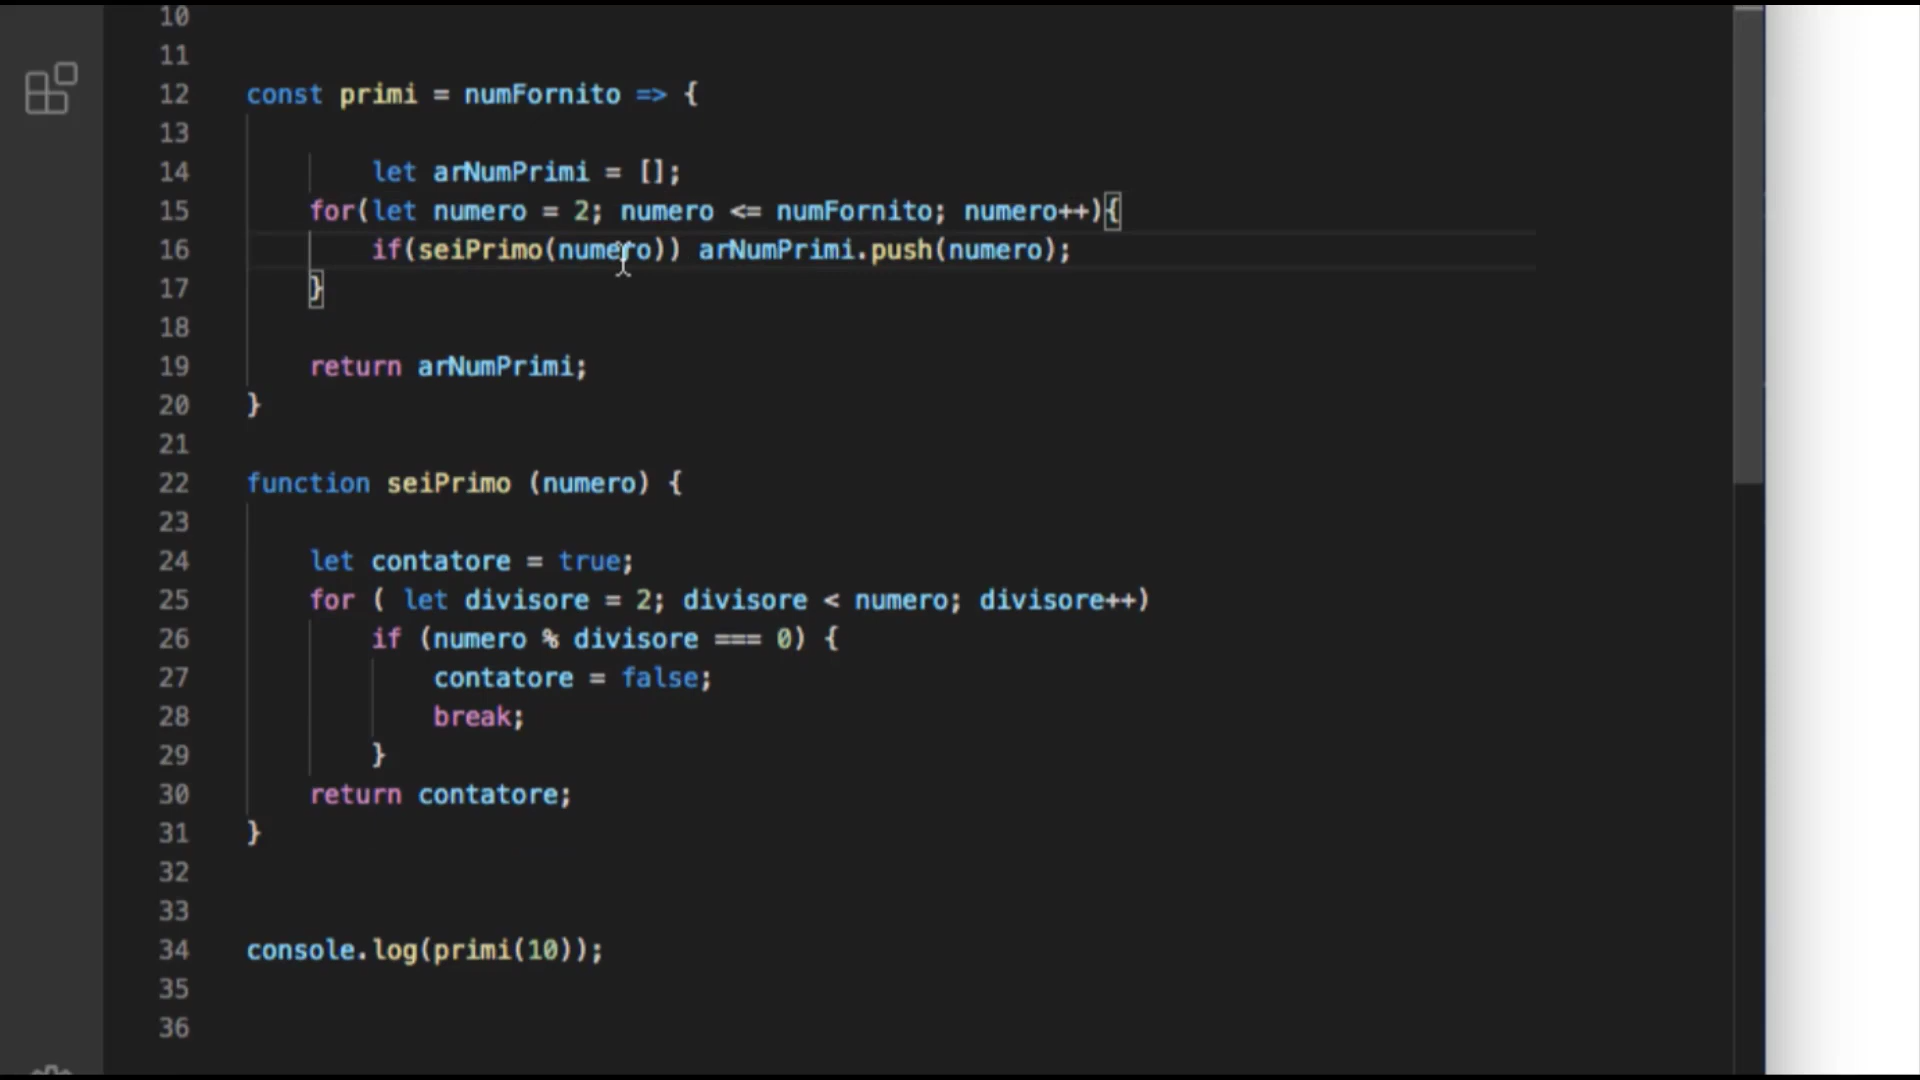 10
11
12 const primi = numFornito => {
13
14 let arNumPrimi = [];
15 for(let numero = 2; numero <= numFornito; numero++){
16 if(seiPrimo(numero)) arNumPrimi.push(numero);
17 }
18
19 return arNumPrimi;
20 }
21
22 function seiPrimo (numero) {
23
24 let contatore = true;
25 for ( let divisore = 2; divisore < numero; divisore++)
26 if (numero % divisore === 0) {
27 contatore = false;
28 break;
29 }
30 return contatore;
31 }
32
33
34 console.log(primi(10));
35
36